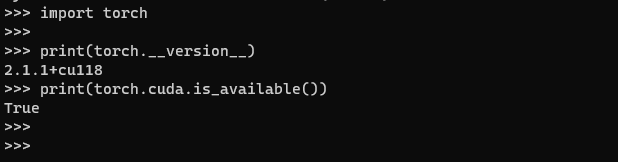 >>> import torch
>>>
>>> print(torch.__version__)
2.1.1+cu118
>>> print(torch.cuda.is_available())
True
>>>
>>>